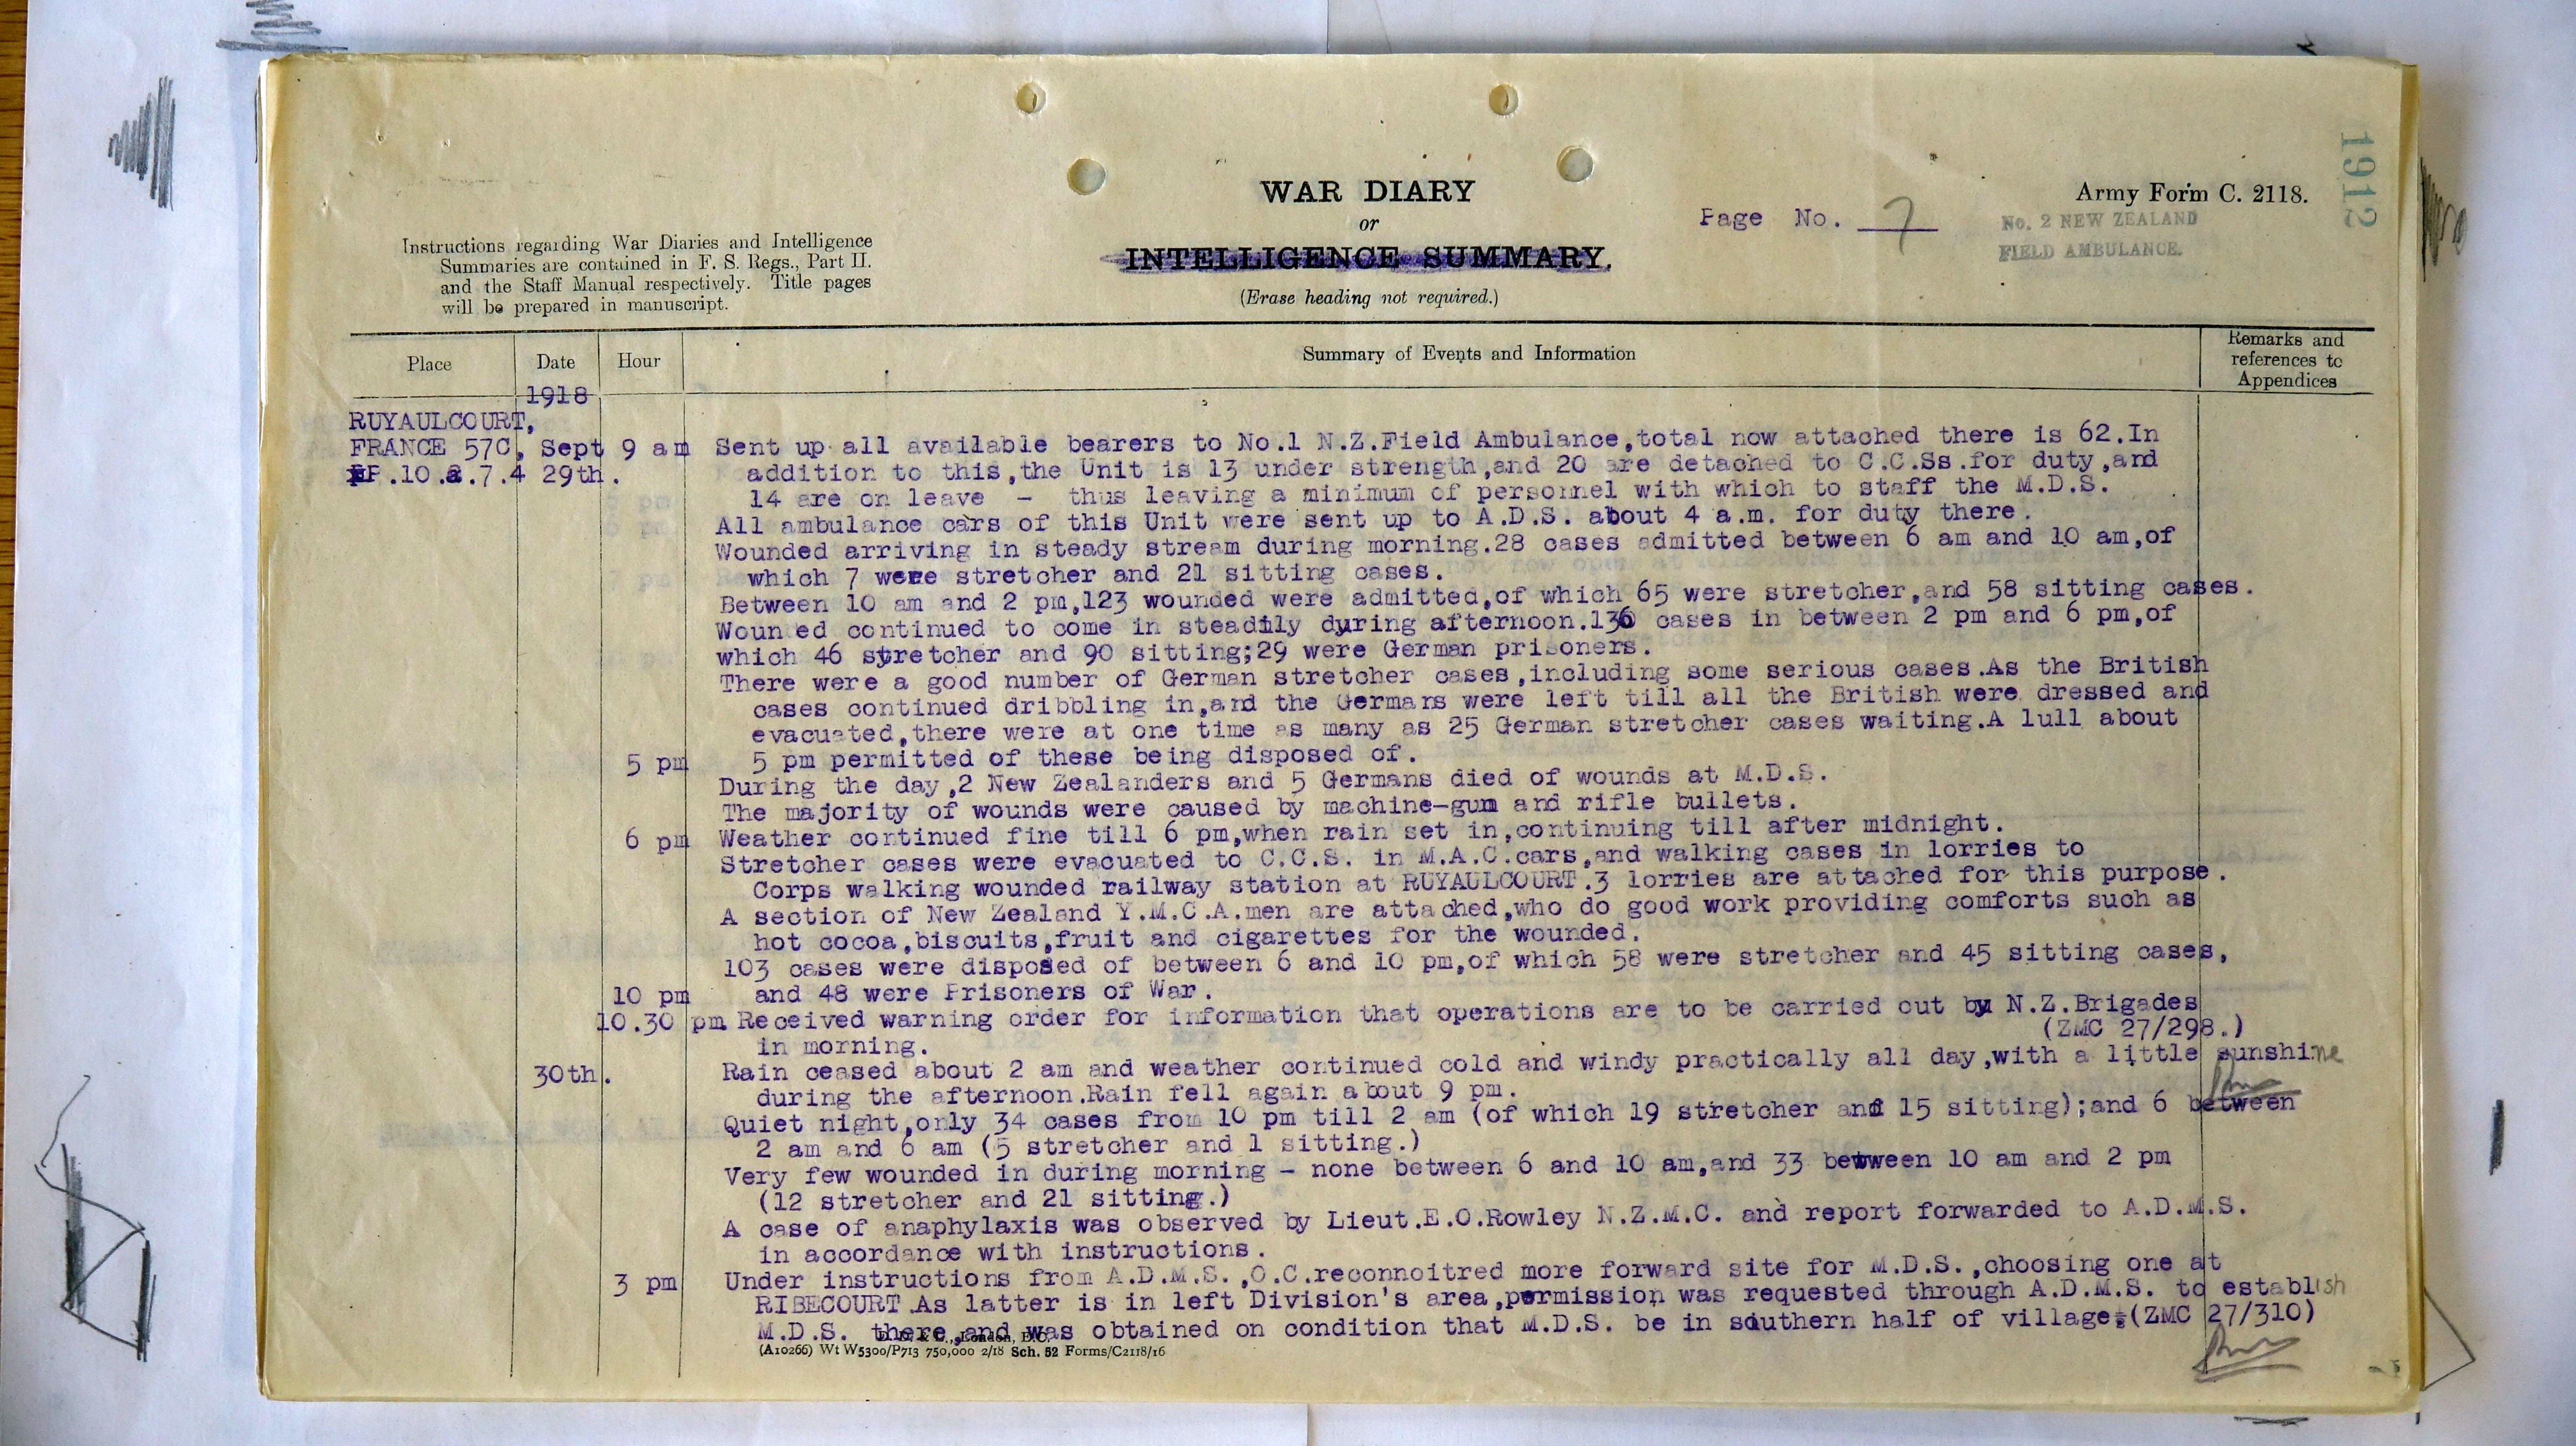 1912
WAR DIARY
or
INTELLIGENCE SUMMARY.
(Erase heading not required.)
Page No. 7
Army Form C. 2118.
No. 2 NEW ZEALAND
FIELD AMBULANCE.
Instructions regarding War Diaries and Intelligence
Summaries are contained in F. S. Regs., Part II.
and the Staff Manual respectively. Title pages
will be prepared in manuscript.
Place Date Hour Summary of Events and Information Remarks and
references to
Appendices
1918
RUYAULCOURT,
FRANCE 57C, Sept 9 am Sent up all available bearers to No.1 N.Z.Field Ambulance,total now attached there is 62.In
P.10.a.7.4 29th. addition to this,the Unit is 13 under strength,and 20 are detached to C.C.Ss.for duty,and
14 are on leave - thus leaving a minimum of personnel with which to staff the M.D.S.
All ambulance cars of this Unit were sent up to A.D.S. about 4 a.m. for duty there.
Wounded arriving in steady stream during morning.28 cases admitted between 6 am and 10 am,of
which 7 were stretcher and 21 sitting cases.
Between 10 am and 2 pm,123 wounded were admitted,of which 65 were stretcher,and 58 sitting cases.
Woun ed continued to come in steadily during afternoon.136 cases in between 2 pm and 6 pm,of
which 46 stretcher and 90 sitting;29 were German prisoners.
There were a good number of German stretcher cases,including some serious cases.As the British
cases continued dribbling in,and the Germans were left till all the British were dressed and
evacuated,there were at one time as many as 25 German stretcher cases waiting.A lull about
5 pm 5 pm permitted of these being disposed of.
During the day,2 New Zealanders and 5 Germans died of wounds at M.D.S.
The majority of wounds were caused by machine-gun and rifle bullets.
6 pm Weather continued fine till 6 pm,when rain set in,continuing till after midnight.
Stretcher cases were evacuated to C.C.S. in M.A.C.cars,and walking cases in lorries to
Corps walking wounded railway station at RUYAULCOURT.3 lorries are attached for this purpose.
A section of New Zealand Y.M.C.A.men are attached,who do good work providing comforts such as
hot cocoa,biscuits,fruit and cigarettes for the wounded.
103 cases were disposed of between 6 and 10 pm,of which 58 were stretcher and 45 sitting cases,
10 pm and 48 were Prisoners of War.
10.30 pm Received warning order for information that operations are to be carried out by N.Z.Brigades
(ZMC 27/298.)
in morning.
30th. Rain ceased about 2 am and weather continued cold and windy practically all day,with a little sunshine
during the afternoon.Rain fell again about 9 pm.
Quiet night,only 34 cases from 10 pm till 2 am (of which 19 stretcher and 15 sitting);and 6 between
2 am and 6 am (5 stretcher and 1 sitting.)
Very few wounded in during morning - none between 6 and 10 am,and 33 between 10 am and 2 pm
(12 stretcher and 21 sitting.)
A case of anaphylaxis was observed by Lieut.E.O.Rowley N.Z.M.C. and report forwarded to A.D.M.S.
in accordance with instructions.
3 pm Under instructions from A.D.M.S.,O.C.reconnoitred more forward site for M.D.S.,choosing one at
RIBECOURT.As latter is in left Division's area,permission was requested through A.D.M.S. to establish
M.D.S. there,and was obtained on condition that M.D.S. be in southern half of village.(ZMC 27/310)
London, E.C.
(A10266) Wt W5300/P713 750,000 2/18 Sch. 52 Forms/C2118/16
7